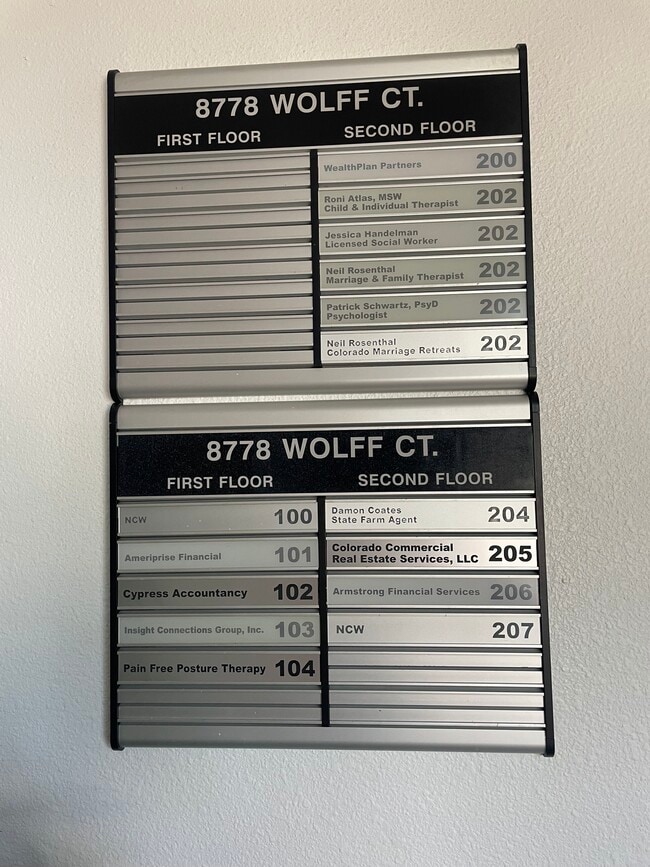 8778 WOLFF CT.
FIRST FLOOR
SECOND FLOOR
WealthPlan Partners 200
Roni Atlas, MSW
Child & Individual Therapist 202
Jessica Handelman
Licensed Social Worker 202
Neil Rosenthal
Marriage & Family Therapist 202
Patrick Schwartz, PsyD
Psychologist 202
Neil Rosenthal
Colorado Marriage Retreats 202
8778 WOLFF CT.
FIRST FLOOR
NCW 100
Ameriprise Financial 101
Cypress Accountancy 102
Insight Connections Group, Inc. 103
Pain Free Posture Therapy 104
SECOND FLOOR
Damon Coates
State Farm Agent 204
Colorado Commercial
Real Estate Services, LLC 205
Armstrong Financial Services 206
NCW 207